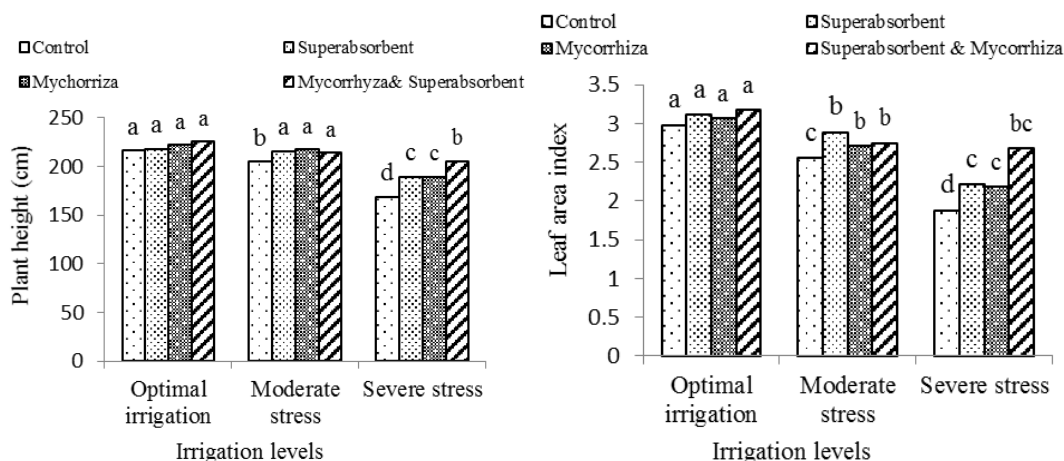 Control Superabsorbent
Mychorriza Mycorrhyza& Superabsorbent
Plant height (cm)
250
200
150
100
50
0
a a a a
b a a a
d c c b
Optimal irrigation
Moderate stress
Severe stress
Irrigation levels
Control Superabsorbent
Mycorrhiza Superabsorbent & Mycorrhiza
Leaf area index
3.5
3
2.5
2
1.5
1
0.5
0
a a a a
c b b b
d c c bc
Optimal irrigation
Moderate stress
Severe stress
Irrigation levels